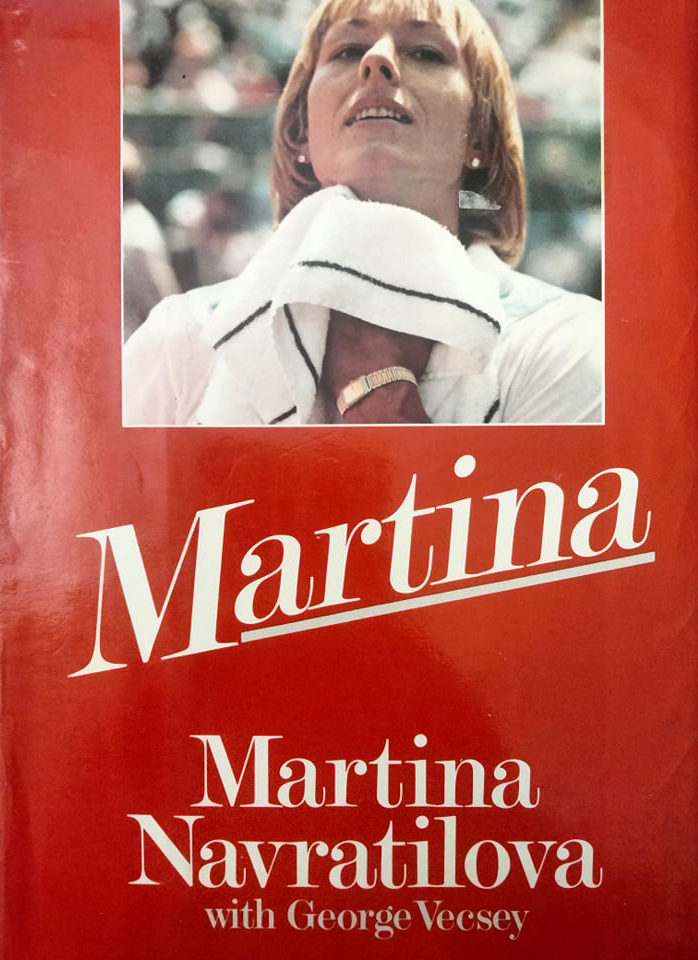 Martina
Martina
Navratilova
with George Vecsey